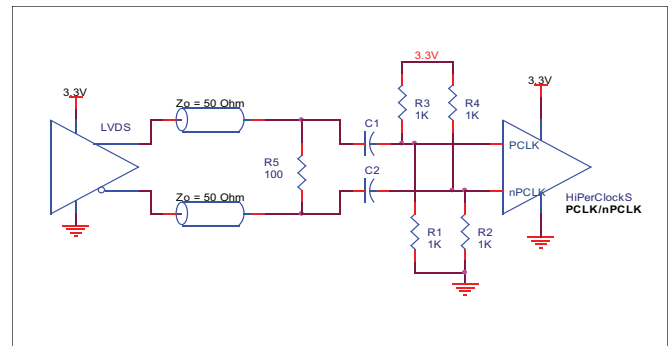 3.3V
3.3V
3.3V
Zo = 50 Ohm
LVDS
C1
R3
1K
R4
1K
PCLK
R5
100
C2
nPCLK
Zo = 50 Ohm
HiPerClockS
PCLK/nPCLK
R1
1K
R2
1K